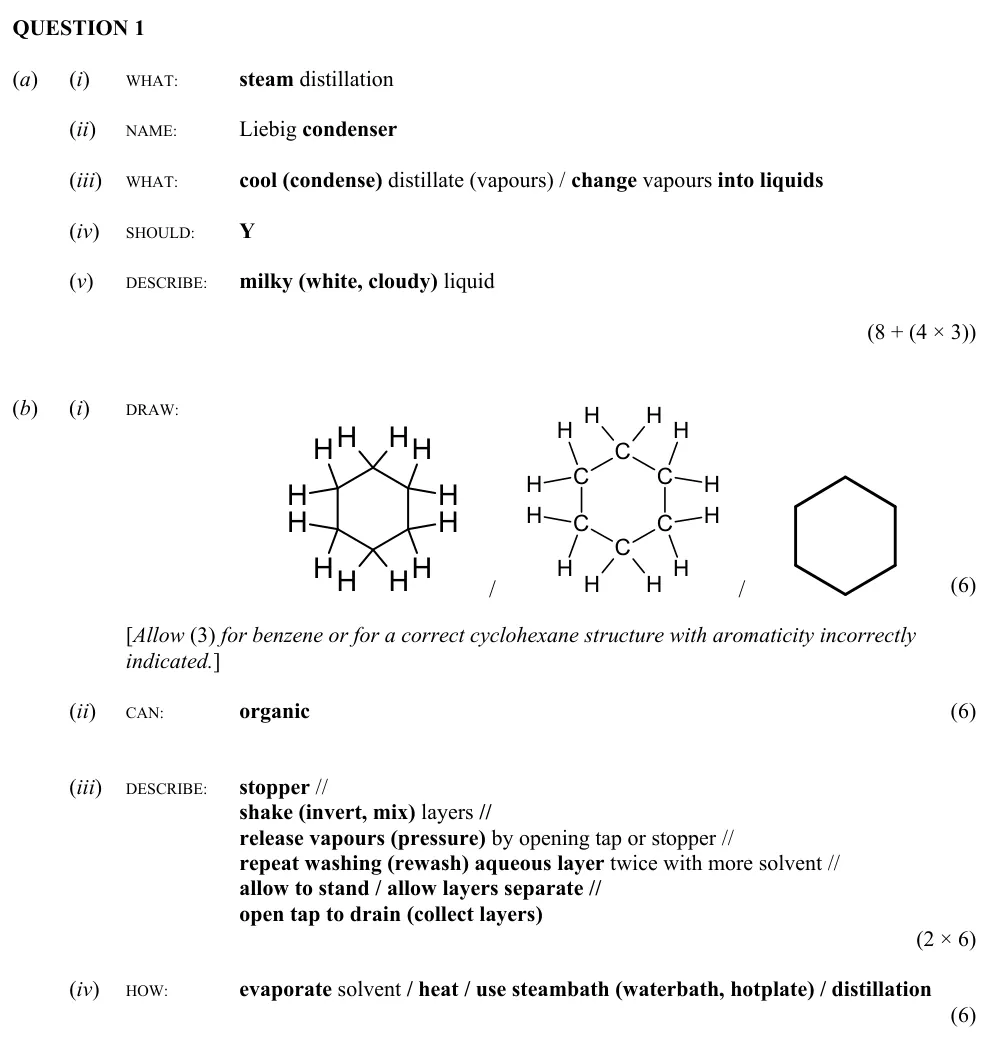 QUESTION 1
(a) (i) WHAT: steam distillation
(ii) NAME: Liebig condenser
(iii) WHAT: cool (condense) distillate (vapours) / change vapours into liquids
(iv) SHOULD: Y
(v) DESCRIBE: milky (white, cloudy) liquid
(8 + (4 × 3))
(b) (i) DRAW:
H H H H
H H
H H
H H H H
/
H H
H C H
H C C H
H C C H
H C H
H H
/
(6)
[Allow (3) for benzene or for a correct cyclohexane structure with aromaticity incorrectly
indicated.]
(ii) CAN: organic (6)
(iii) DESCRIBE: stopper //
shake (invert, mix) layers //
release vapours (pressure) by opening tap or stopper //
repeat washing (rewash) aqueous layer twice with more solvent //
allow to stand / allow layers separate //
open tap to drain (collect layers)
(2 × 6)
(iv) HOW: evaporate solvent / heat / use steambath (waterbath, hotplate) / distillation
(6)